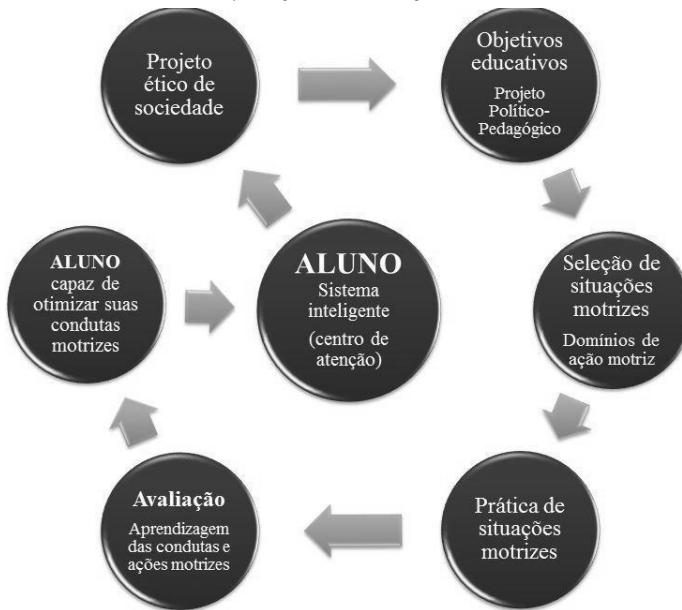 Projeto
ético de
sociedade
Objetivos
educativos
Projeto
Político-
Pedagógico
ALUNO
capaz de
otimizar suas
condutas
motrizes
ALUNO
Sistema
inteligente
(centro de
atenção)
Seleção de
situações
motrizes
Domínios de
ação motriz
Avaliação
Aprendizagem
das condutas e
ações motrizes
Prática de
situações
motrizes